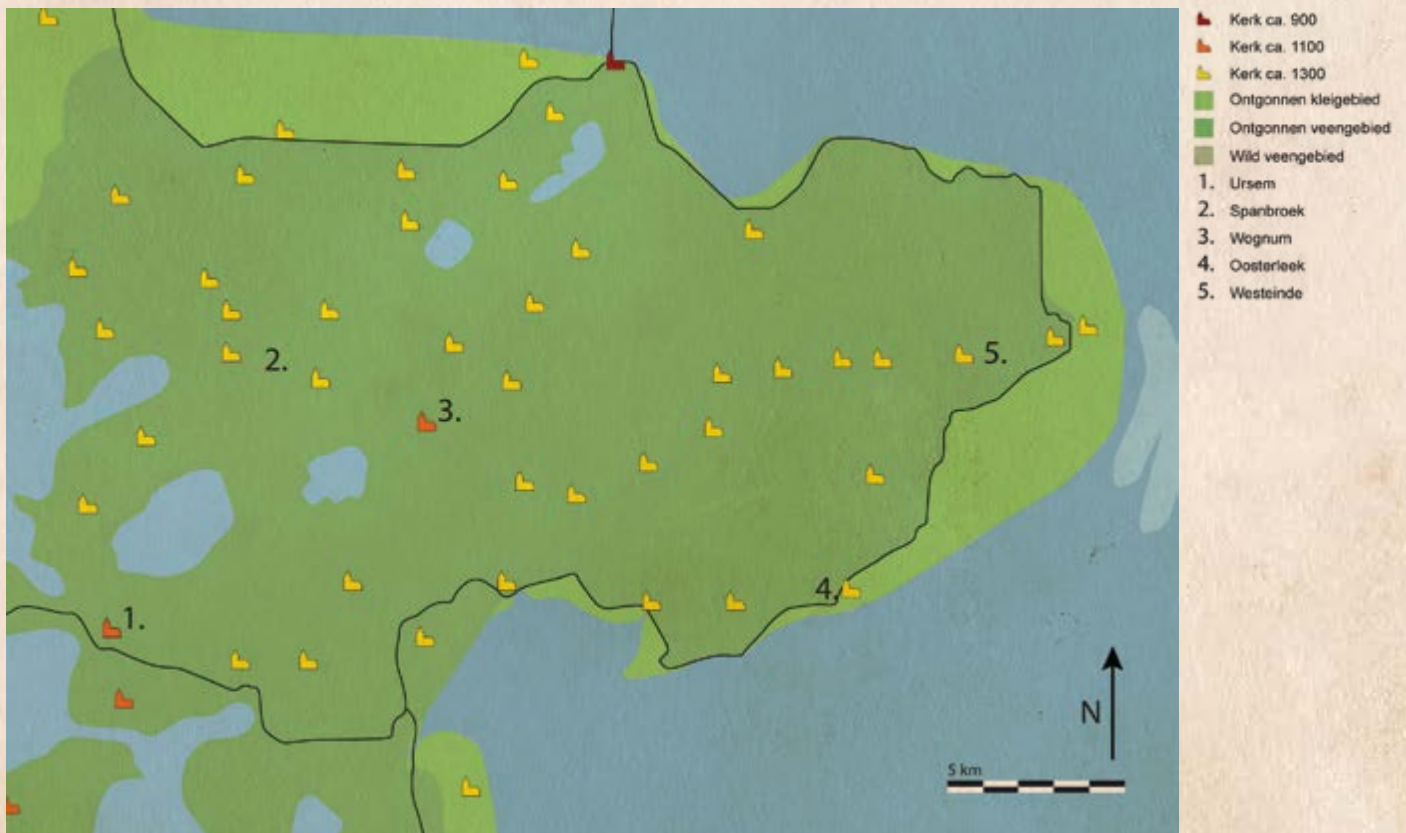 2.
3.
5.
4.
1.
N
5 km
Kerk ca. 900
Kerk ca. 1100
Kerk ca. 1300
Ontgonnen kleigebied
Ontgonnen veengebied
Wild veengebied
1. Ursem
2. Spanbroek
3. Wognum
4. Oosterleek
5. Westeinde